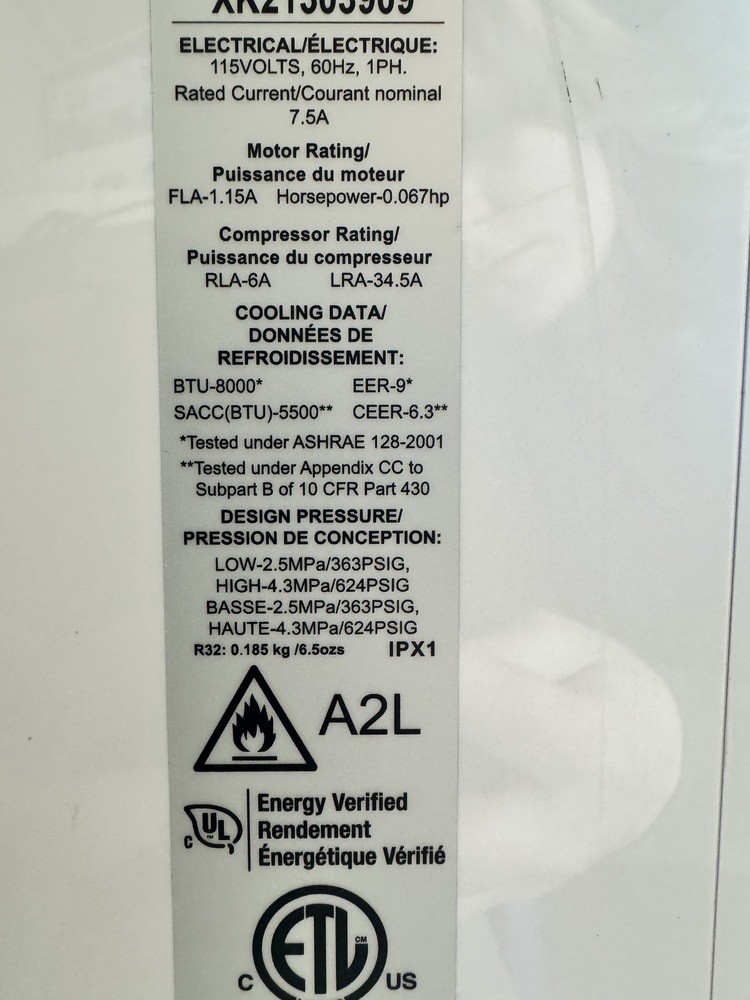 XK21303909
ELECTRICAL/ÉLECTRIQUE:
115VOLTS, 60Hz, 1PH.
Rated Current/Courant nominal
7.5A
Motor Rating/
Puissance du moteur
FLA-1.15A Horsepower-0.067hp
Compressor Rating/
Puissance du compresseur
RLA-6A LRA-34.5A
COOLING DATA/
DONNÉES DE
REFROIDISSEMENT:
BTU-8000* EER-9*
SACC(BTU)-5500** CEER-6.3**
*Tested under ASHRAE 128-2001
**Tested under Appendix CC to
Subpart B of 10 CFR Part 430
DESIGN PRESSURE/
PRESSION DE CONCEPTION:
LOW-2.5MPa/363PSIG,
HIGH-4.3MPa/624PSIG
BASSE-2.5MPa/363PSIG,
HAUTE-4.3MPa/624PSIG
R32: 0.185 kg /6.5ozs IPX1
A2L
C UL Energy Verified
Rendement
Énergétique Vérifié
C ETL CM US